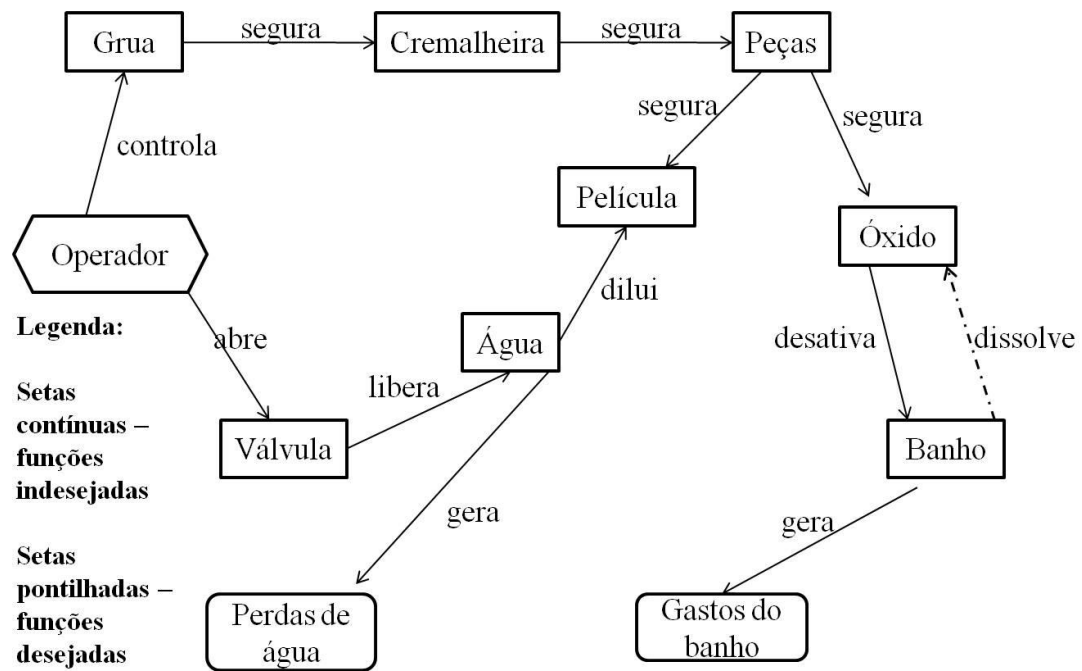 Grua
segura
Cremalheira
segura
Peças
segura
segura
controla
Película
Operador
Óxido
dilui
Legenda:
abre
Água
desativa
dissolve
libera
Setas
contínuas –
funções
indesejadas
Válvula
Banho
gera
gera
Setas
pontilhadas –
funções
desejadas
Perdas de
água
Gastos do
banho